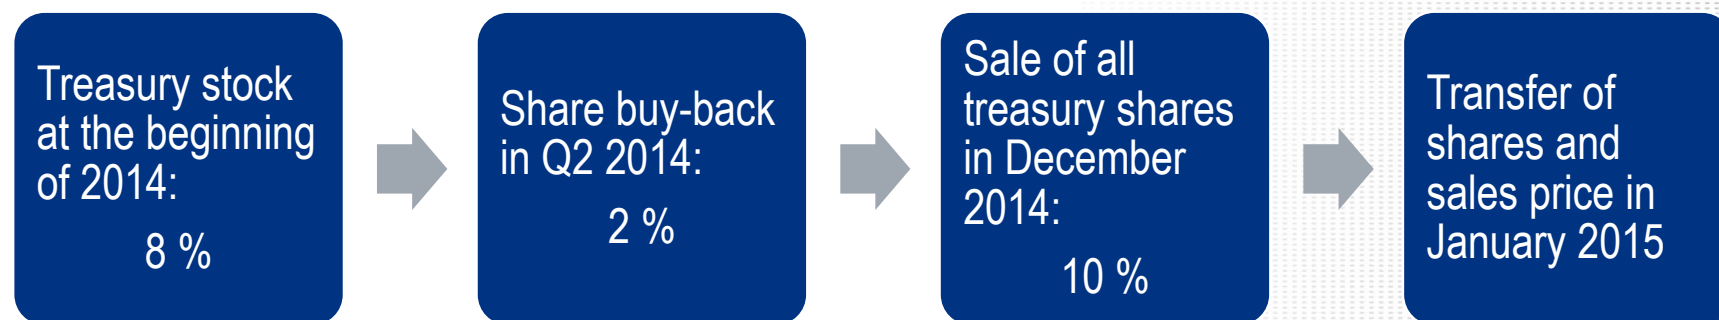 Treasury stock
at the beginning
of 2014:
8 %
Share buy-back
in Q2 2014:
2 %
Sale of all
treasury shares
in December
2014:
10 %
Transfer of
shares and
sales price in
January 2015